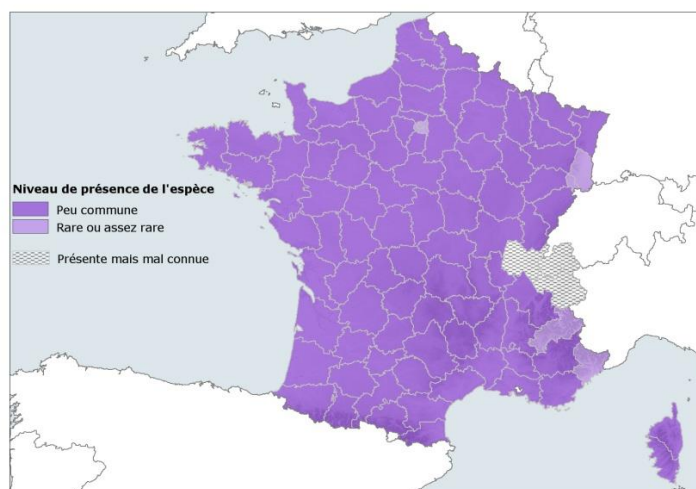 Niveau de présence de l'espèce
Peu commune
Rare ou assez rare
Présente mais mal connue